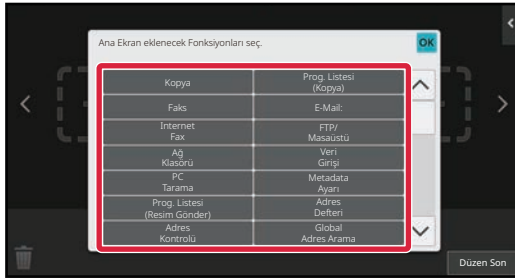 Ana Ekran eklenecek Fonksiyonları seç.
OK
Kopya
Prog. Listesi
(Kopya)
Faks
E-Mail:
Internet
Fax
FTP/
Masaüstü
Ağ
Klasörü
Veri
Girişi
PC
Tarama
Metadata
Ayarı
Prog. Listesi
(Resim Gönder)
Adres
Defteri
Adres
Kontrolü
Global
Adres Arama
Düzen Son